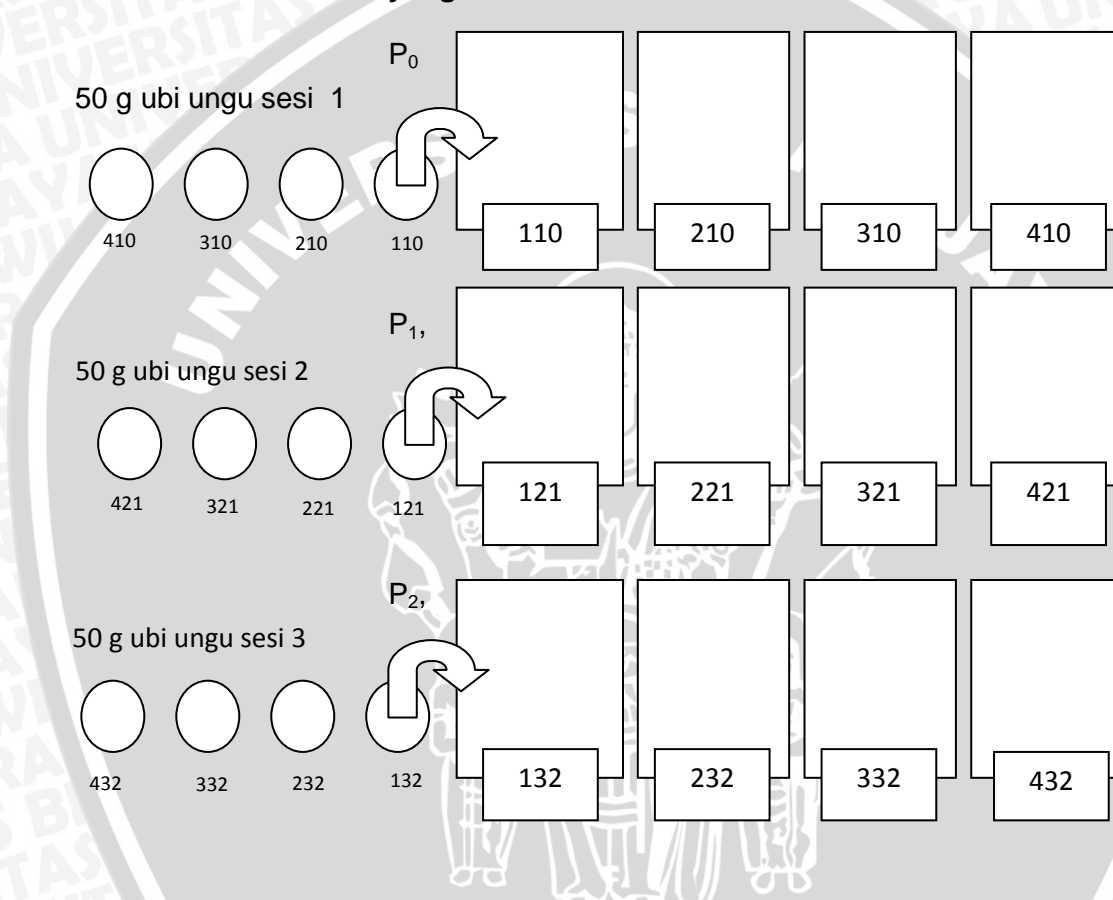 P0
50 g ubi ungu sesi 1
410 310 210 110
110 210 310 410
P1,
50 g ubi ungu sesi 2
421 321 221 121
121 221 321 421
P2,
50 g ubi ungu sesi 3
432 332 232 132
132 232 332 432